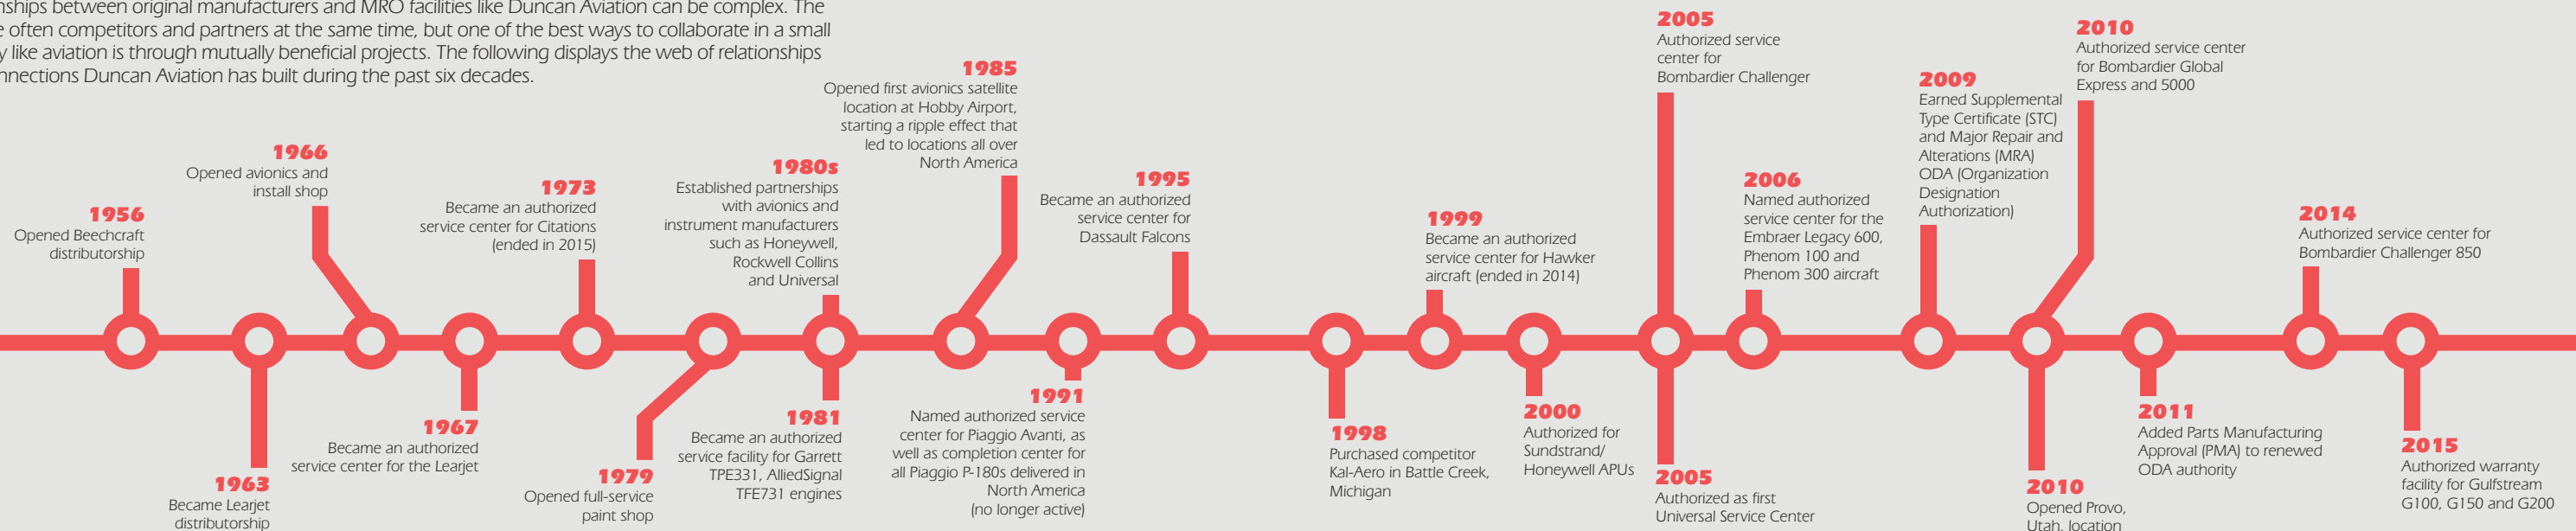 nships between original manufacturers and MRO facilities like Duncan Aviation can be complex. The
e often competitors and partners at the same time, but one of the best ways to collaborate in a small
y like aviation is through mutually beneficial projects. The following displays the web of relationships
nnections Duncan Aviation has built during the past six decades.
1956
Opened Beechcraft
distributorship
1963
Became Learjet
distributorship
1966
Opened avionics and
install shop
1967
Became an authorized
service center for the Learjet
1973
Became an authorized
service center for Citations
(ended in 2015)
1979
Opened full-service
paint shop
1980s
Established partnerships
with avionics and
instrument manufacturers
such as Honeywell,
Rockwell Collins
and Universal
1981
Became an authorized
service facility for Garrett
TPE331, AlliedSignal
TFE731 engines
1985
Opened first avionics satellite
location at Hobby Airport,
starting a ripple effect that
led to locations all over
North America
1991
Named authorized service
center for Piaggio Avanti, as
well as completion center for
all Piaggio P-180s delivered in
North America
(no longer active)
1995
Became an authorized
service center for
Dassault Falcons
1998
Purchased competitor
Kal-Aero in Battle Creek,
Michigan
1999
Became an authorized
service center for Hawker
aircraft (ended in 2014)
2000
Authorized for
Sundstrand/
Honeywell APUs
2005
Authorized service
center for
Bombardier Challenger
2005
Authorized as first
Universal Service Center
2006
Named authorized
service center for the
Embraer Legacy 600,
Phenom 100 and
Phenom 300 aircraft
2009
Earned Supplemental
Type Certificate (STC)
and Major Repair and
Alterations (MRA)
ODA (Organization
Designation
Authorization)
2010
Authorized service center
for Bombardier Global
Express and 5000
2010
Opened Provo,
Utah, location
2011
Added Parts Manufacturing
Approval (PMA) to renewed
ODA authority
2014
Authorized service center for
Bombardier Challenger 850
2015
Authorized warranty
facility for Gulfstream
G100, G150 and G200